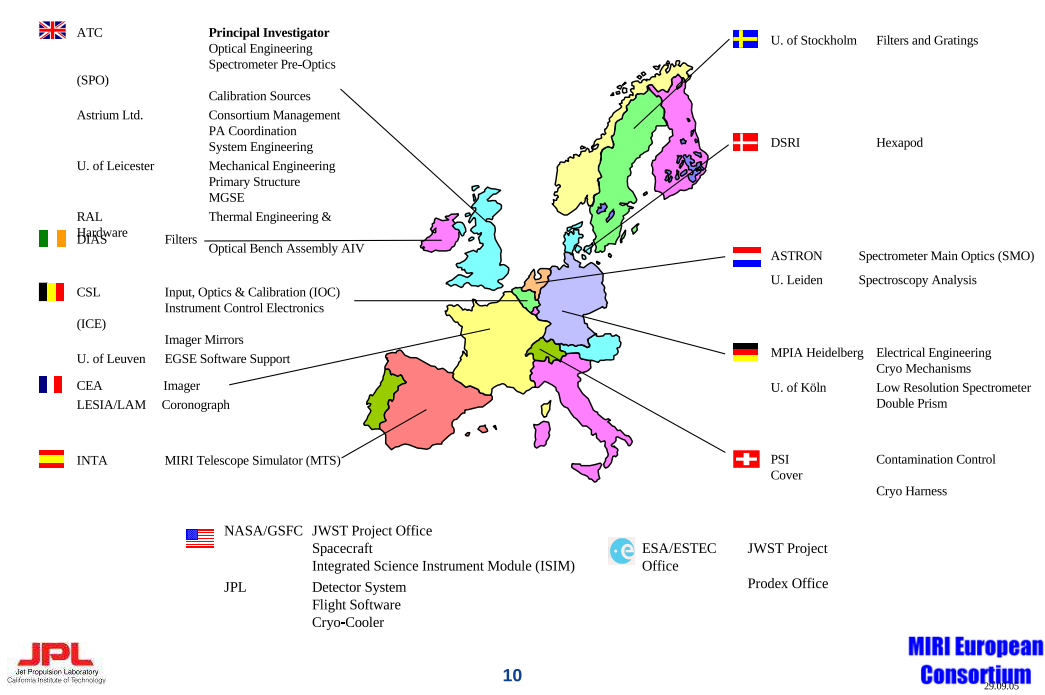 ATC Principal Investigator
Optical Engineering
Spectrometer Pre-Optics
(SPO)
Calibration Sources
Astrium Ltd. Consortium Management
PA Coordination
System Engineering
U. of Leicester Mechanical Engineering
Primary Structure
MGSE
RAL Thermal Engineering &
Hardware
Optical Bench Assembly AIV
DIAS Filters
CSL Input, Optics & Calibration (IOC)
Instrument Control Electronics
(ICE)
Imager Mirrors
U. of Leuven EGSE Software Support
CEA Imager
LESIA/LAM Coronograph
INTA MIRI Telescope Simulator (MTS)
U. of Stockholm Filters and Gratings
DSRI Hexapod
ASTRON Spectrometer Main Optics (SMO)
U. Leiden Spectroscopy Analysis
MPIA Heidelberg Electrical Engineering
Cryo Mechanisms
U. of Köln Low Resolution Spectrometer
Double Prism
PSI Contamination Control
Cover
Cryo Harness
NASA/GSFC JWST Project Office
Spacecraft
Integrated Science Instrument Module (ISIM)
JPL Detector System
Flight Software
Cryo-Cooler
e ESA/ESTEC JWST Project
Office
Prodex Office
JPL
Jet Propulsion Laboratory
California Institute of Technology
10
MIRI European
Consortium
29.09.05